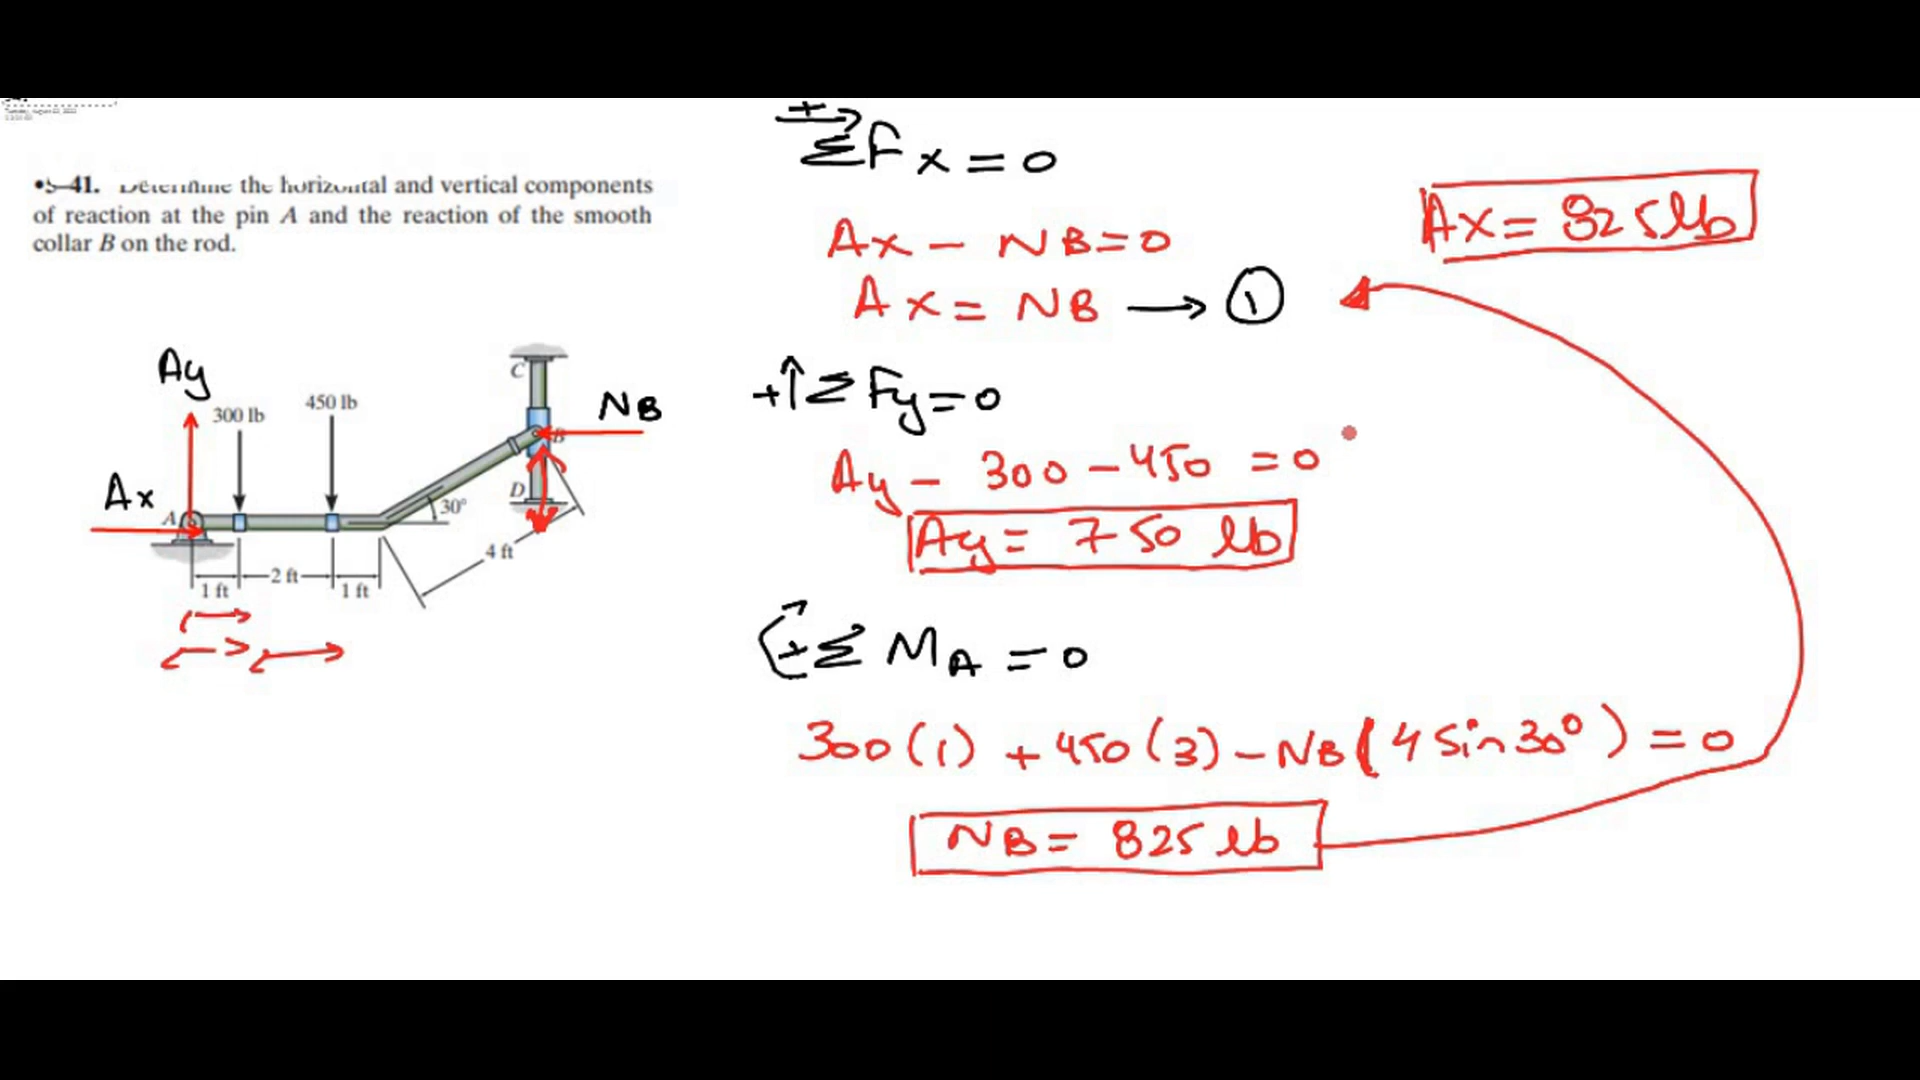 41. Determine the horizontal and vertical components
of reaction at the pin A and the reaction of the smooth
collar B on the rod.
Ay
300 lb
450 lb
C
NB
B
Ax
A
D
30°
4 ft
1 ft
2 ft
1 ft
+ ΣFx = 0
Ax - NB = 0
Ax = NB → ①
Ax = 825 lb
+↑ΣFy = 0
Ay - 300 - 450 = 0
Ay = 750 lb
+ΣMA = 0
300(1) + 450(3) - NB(4 sin30°) = 0
NB = 825 lb